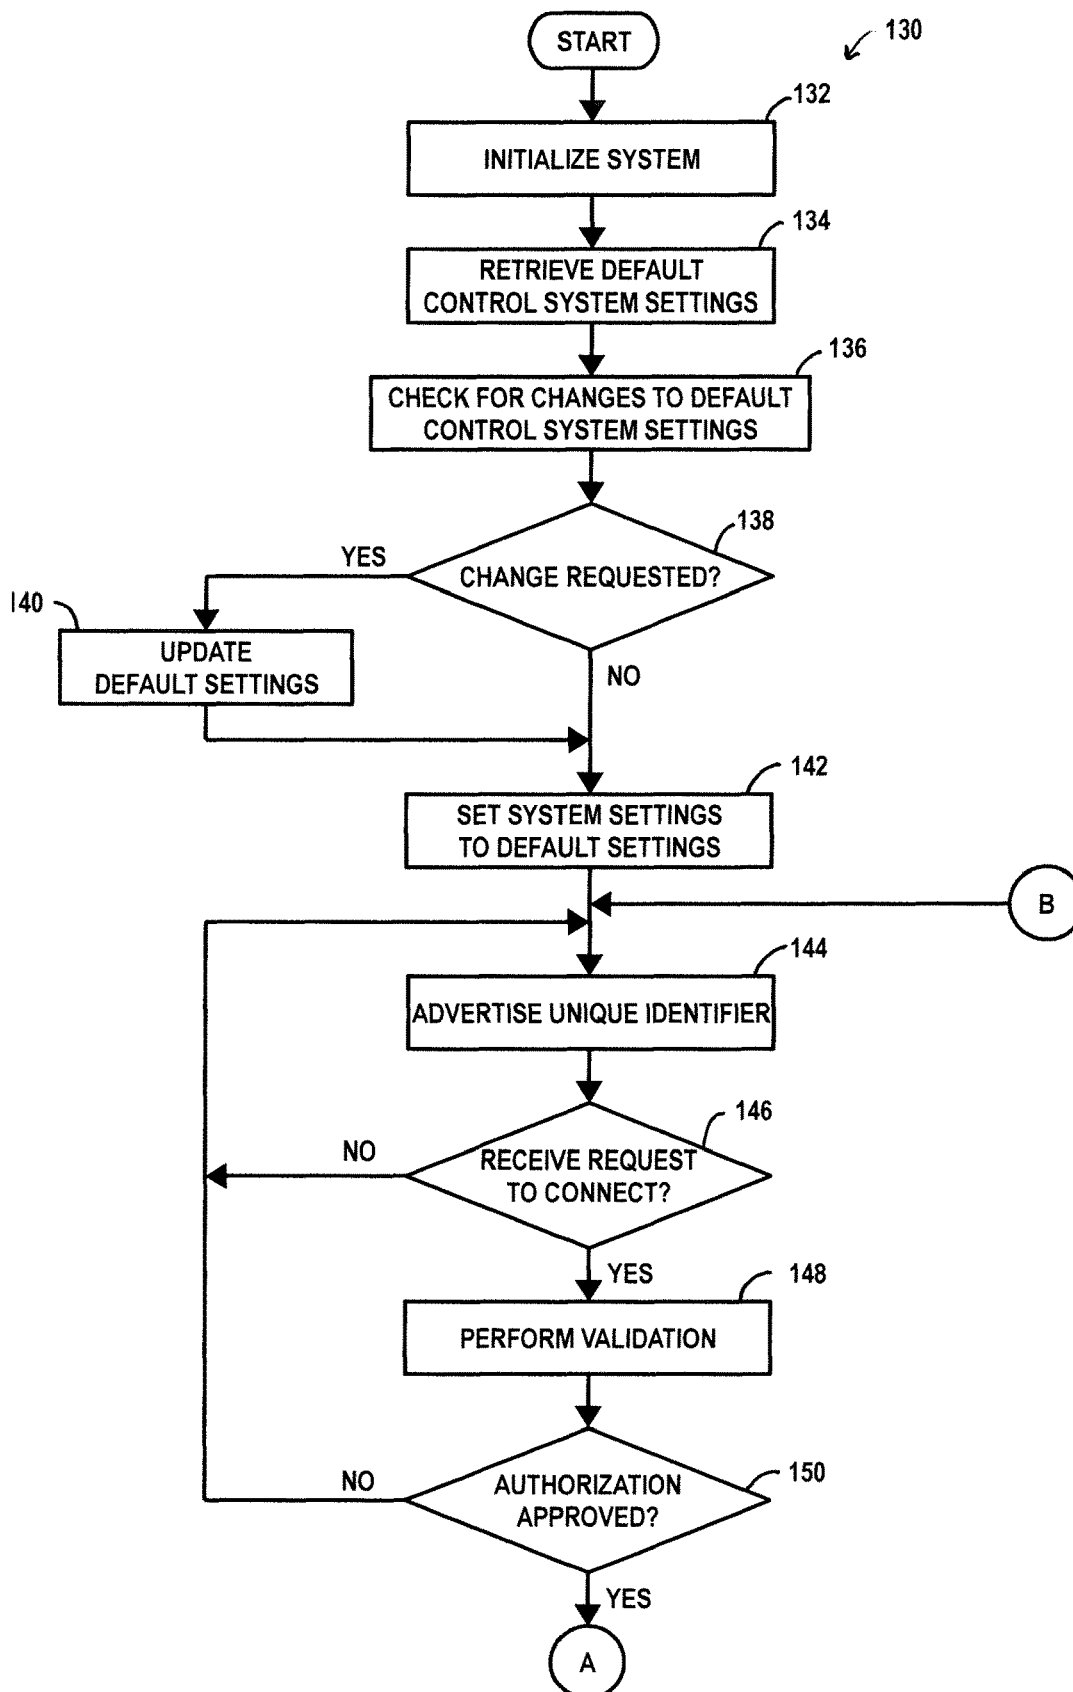 START
130
132
INITIALIZE SYSTEM
134
RETRIEVE DEFAULT
CONTROL SYSTEM SETTINGS
136
CHECK FOR CHANGES TO DEFAULT
CONTROL SYSTEM SETTINGS
138
YES
CHANGE REQUESTED?
140
UPDATE
DEFAULT SETTINGS
NO
142
SET SYSTEM SETTINGS
TO DEFAULT SETTINGS
B
144
ADVERTISE UNIQUE IDENTIFIER
146
NO
RECEIVE REQUEST
TO CONNECT?
YES
148
PERFORM VALIDATION
150
NO
AUTHORIZATION
APPROVED?
YES
A